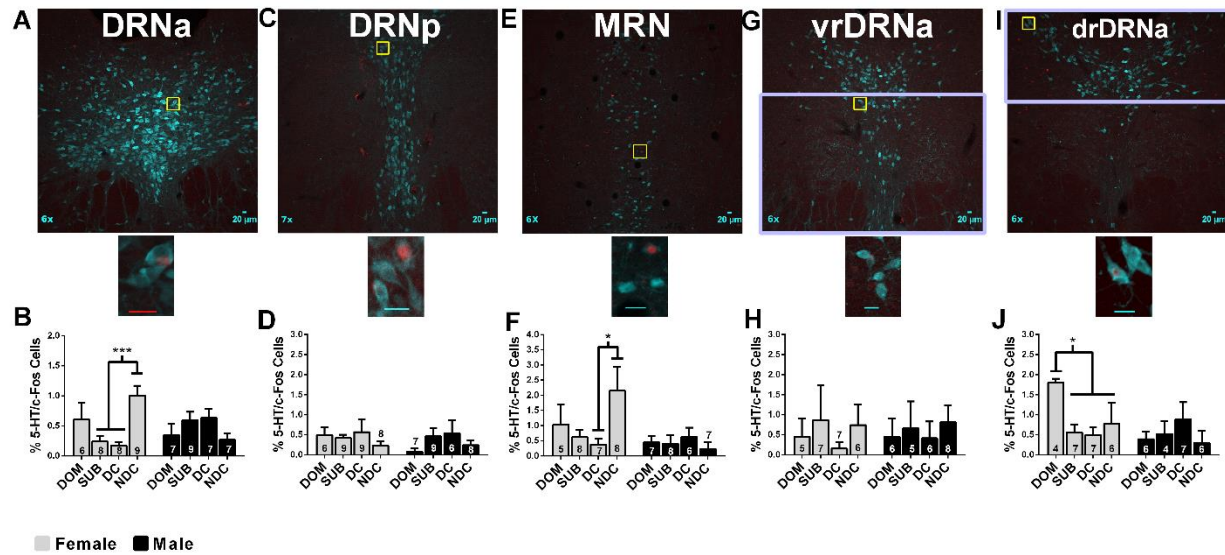 A DRNa
C DRNp
E MRN
G vrDRNa
I drDRNa
6x 20 µm
7x 20 µm
6x 20 µm
6x 20 µm
6x 20 µm
B
% 5-HT/c-Fos Cells
2.0
1.5
1.0
0.5
0.0
***
6 8 8 9 7 9 7 7
DOM SUB DC NDC DOM SUB DC NDC
D
% 5-HT/c-Fos Cells
3.0
2.5
2.0
1.5
1.0
0.5
0.0
6 9 9 8 7 9 6 8
DOM SUB DC NDC DOM SUB DC NDC
F
% 5-HT/c-Fos Cells
4.0
3.5
3.0
2.5
2.0
1.5
1.0
0.5
0.0
*
5 8 7 8 7 8 6 7
DOM SUB DC NDC DOM SUB DC NDC
H
% 5-HT/c-Fos Cells
3.0
2.5
2.0
1.5
1.0
0.5
0.0
5 7 7 6 6 5 6 8
DOM SUB DC NDC DOM SUB DC NDC
J
% 5-HT/c-Fos Cells
3.0
2.5
2.0
1.5
1.0
0.5
0.0
*
4 7 7 6 6 4 7 6
DOM SUB DC NDC DOM SUB DC NDC
Female Male